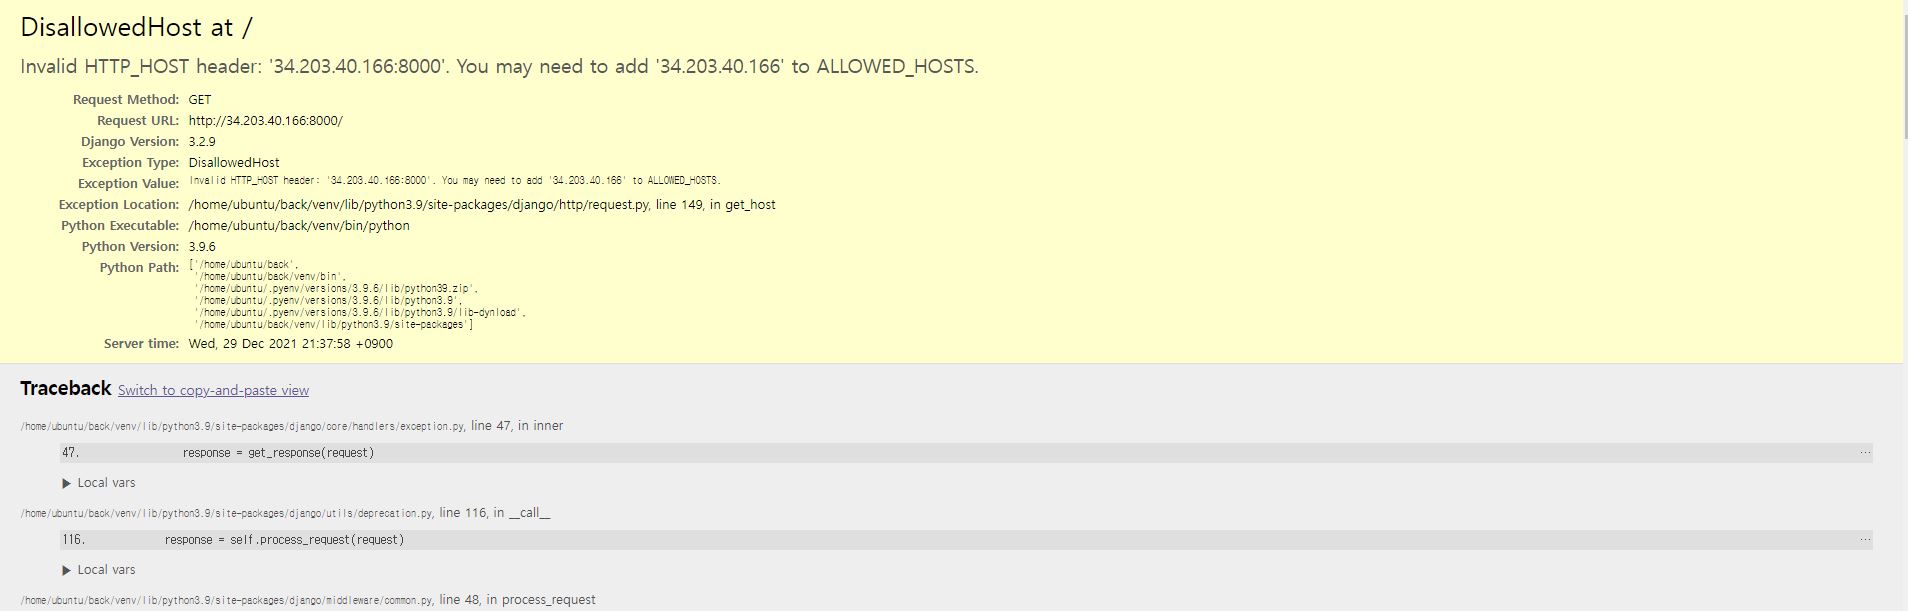 DisallowedHost at /
Invalid HTTP_HOST header: '34.203.40.166:8000'. You may need to add '34.203.40.166' to ALLOWED_HOSTS.
Request Method: GET
Request URL: http://34.203.40.166:8000/
Django Version: 3.2.9
Exception Type: DisallowedHost
Exception Value: Invalid HTTP_HOST header: '34.203.40.166:8000'. You may need to add '34.203.40.166' to ALLOWED_HOSTS.
Exception Location: /home/ubuntu/back/venv/lib/python3.9/site-packages/django/http/request.py, line 149, in get_host
Python Executable: /home/ubuntu/back/venv/bin/python
Python Version: 3.9.6
Python Path: ['/home/ubuntu/back',
'/home/ubuntu/back/venv/bin',
'/home/ubuntu/.pyenv/versions/3.9.6/lib/python39.zip',
'/home/ubuntu/.pyenv/versions/3.9.6/lib/python3.9',
'/home/ubuntu/.pyenv/versions/3.9.6/lib/python3.9/lib-dynload',
'/home/ubuntu/back/venv/lib/python3.9/site-packages']
Server time: Wed, 29 Dec 2021 21:37:58 +0900
Traceback Switch to copy-and-paste view
/home/ubuntu/back/venv/lib/python3.9/site-packages/django/core/handlers/exception.py, line 47, in inner
47. response = get_response(request) ...
▶ Local vars
/home/ubuntu/back/venv/lib/python3.9/site-packages/django/utils/deprecation.py, line 116, in __call__
116. response = self.process_request(request) ...
▶ Local vars
/home/ubuntu/back/venv/lib/python3.9/site-packages/django/middleware/common.py, line 48, in process_request